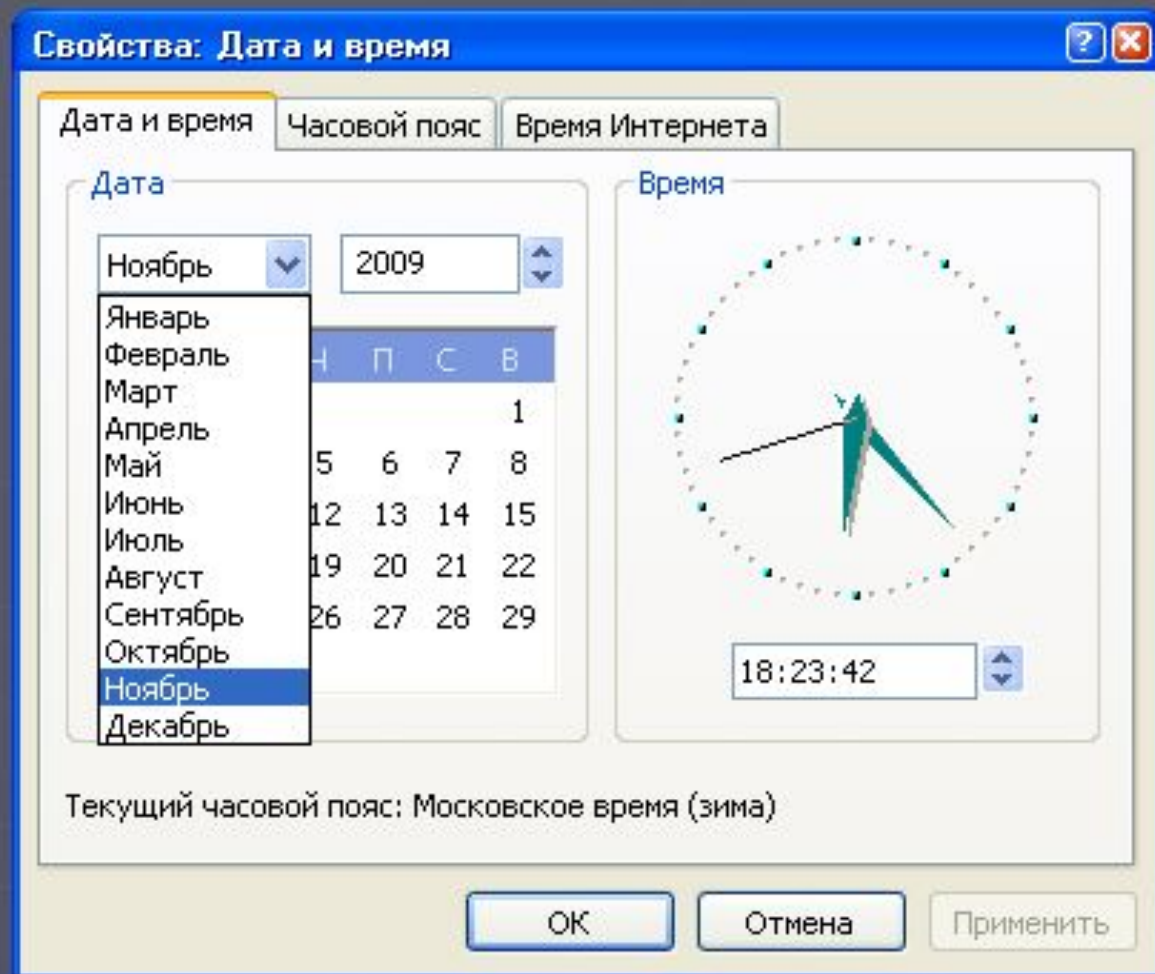 Свойства: Дата и время
Дата и время Часовой пояс Время Интернета
Дата Время
Ноябрь 2009
Январь
Февраль
Март
Апрель
Май
Июнь
Июль
Август
Сентябрь
Октябрь
Ноябрь
Декабрь
П С В
1
5 6 7 8
12 13 14 15
19 20 21 22
26 27 28 29
18:23:42
Текущий часовой пояс: Московское время (зима)
ОК Отмена Применить